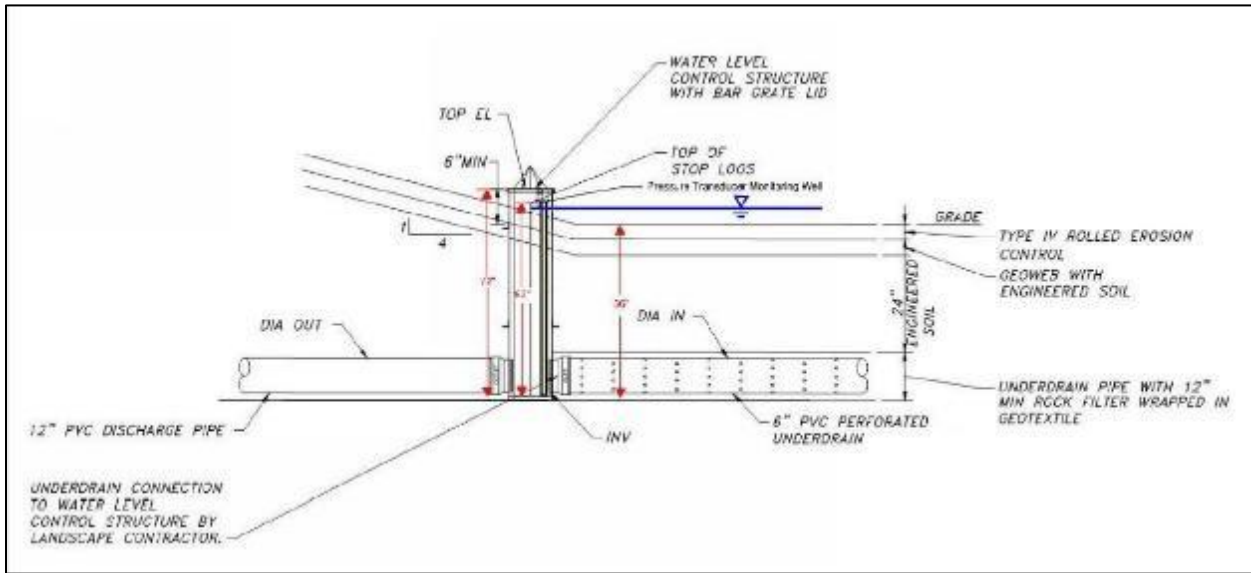 WATER LEVEL
CONTROL STRUCTURE
WITH BAR GRATE LID
TOP EL
6" MIN
TOP OF
STOP LOGS
Pressure Transducer Monitoring Well
GRADE
TYPE IV ROLLED EROSION
CONTROL
GEOWEB WITH
ENGINEERED SOIL
1
4
24"
ENGINEERED
SOIL
DIA OUT
DIA IN
UNDERDRAIN PIPE WITH 12"
MIN ROCK FILTER WRAPPED IN
GEOTEXTILE
12" PVC DISCHARGE PIPE
6" PVC PERFORATED
UNDERDRAIN
INV
UNDERDRAIN CONNECTION
TO WATER LEVEL
CONTROL STRUCTURE BY
LANDSCAPE CONTRACTOR.